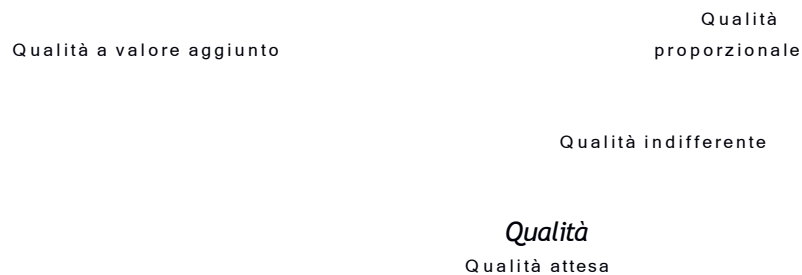 Qualità
Qualità a valore aggiunto
proporzionale
Qualità indifferente
Qualità
Qualità attesa